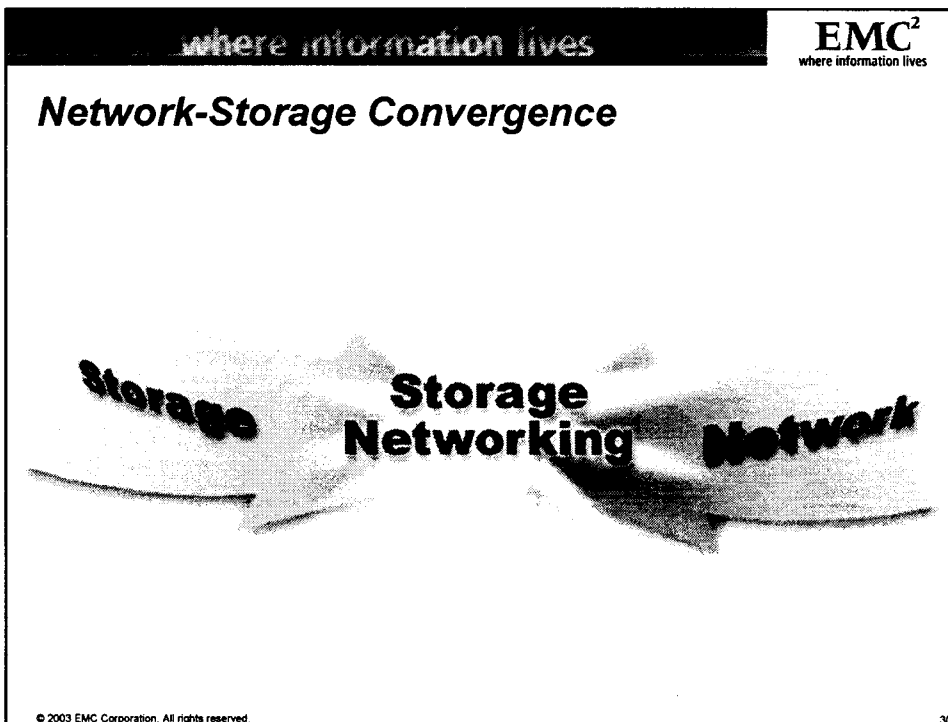 where information lives
EMC²
where information lives
Network-Storage Convergence
Storage
Storage
Networking
Network
© 2003 EMC Corporation. All rights reserved.